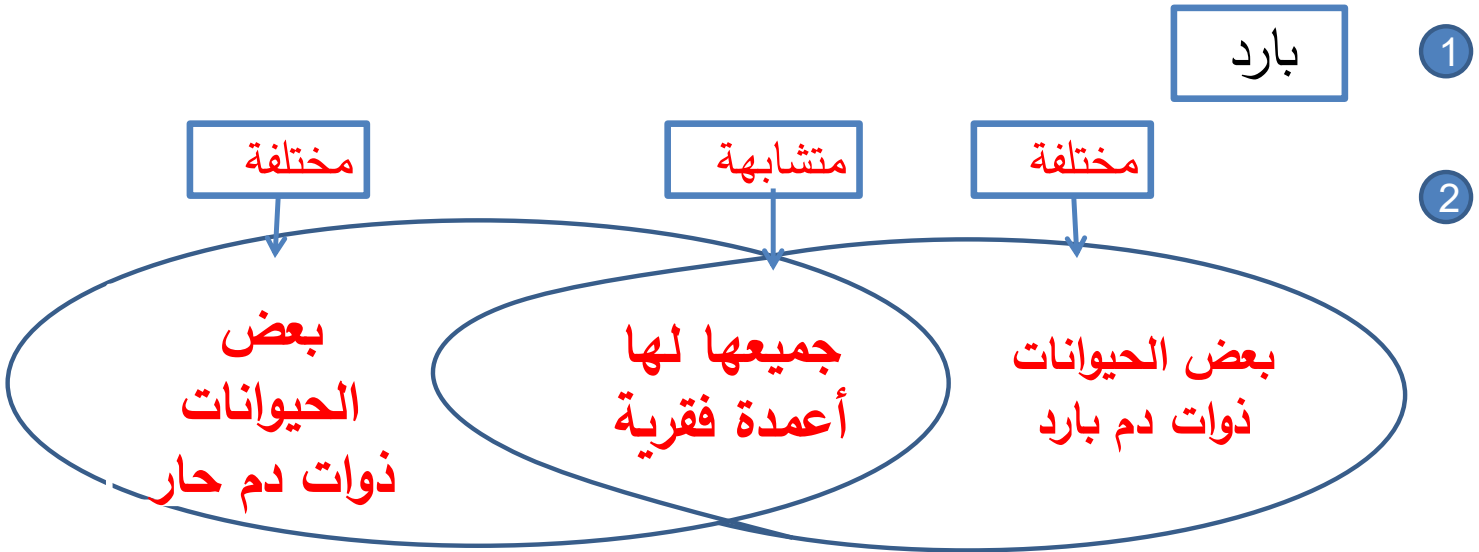 1
بارد
مختلفة
متشابهة
مختلفة
2
بعض الحيوانات
ذوات دم بارد
جميعها لها
أعمدة فقرية
بعض
الحيوانات
ذوات دم حار